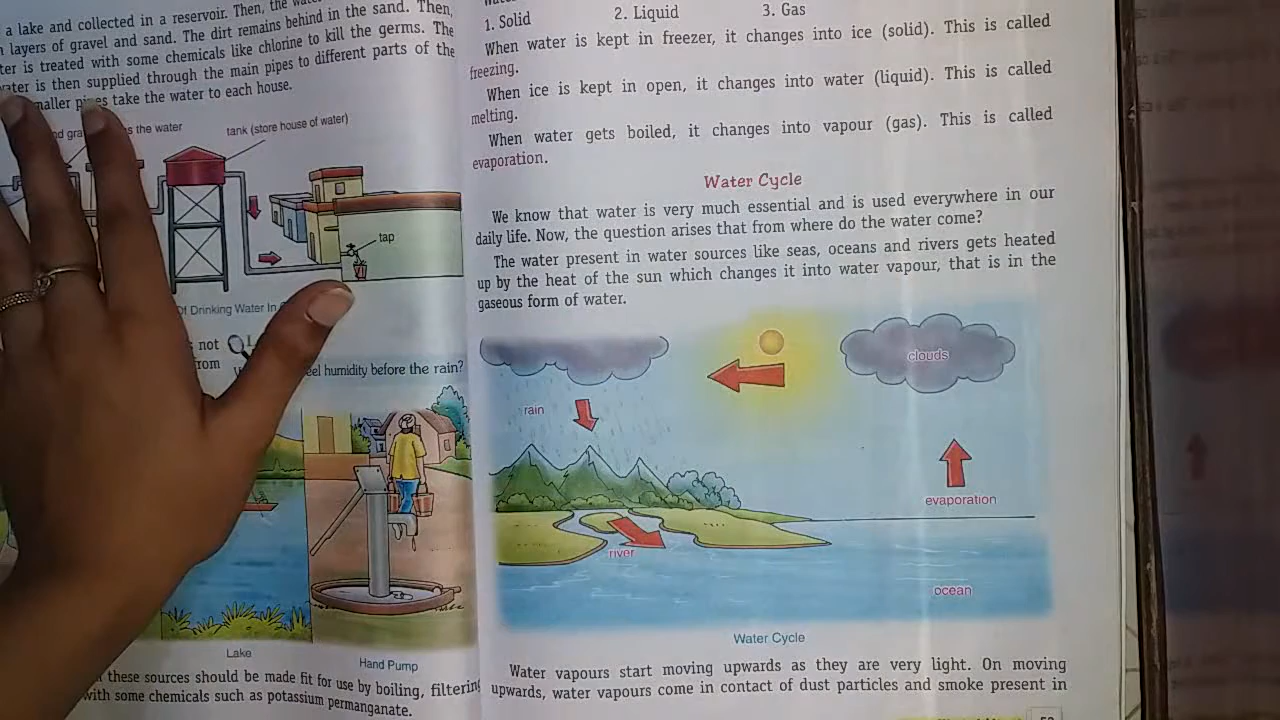 a lake and collected in a reservoir. Then, the
layers of gravel and sand. The dirt remains behind in the sand. Then,
is treated with some chemicals like chlorine to kill the germs. The
is then supplied through the main pipes to different parts of the
pipes take the water to each house.
the water
tank (store house of water)
tap
Of Drinking Water In
not
humidity before the rain?
Lake
Hand Pump
these sources should be made fit for use by boiling, filtering
with some chemicals such as potassium permanganate.
1. Solid 2. Liquid 3. Gas
When water is kept in freezer, it changes into ice (solid). This is called
freezing.
When ice is kept in open, it changes into water (liquid). This is called
melting.
When water gets boiled, it changes into vapour (gas). This is called
evaporation.
Water Cycle
We know that water is very much essential and is used everywhere in our
daily life. Now, the question arises that from where do the water come?
The water present in water sources like seas, oceans and rivers gets heated
up by the heat of the sun which changes it into water vapour, that is in the
gaseous form of water.
clouds
rain
evaporation
river
ocean
Water Cycle
Water vapours start moving upwards as they are very light. On moving
upwards, water vapours come in contact of dust particles and smoke present in